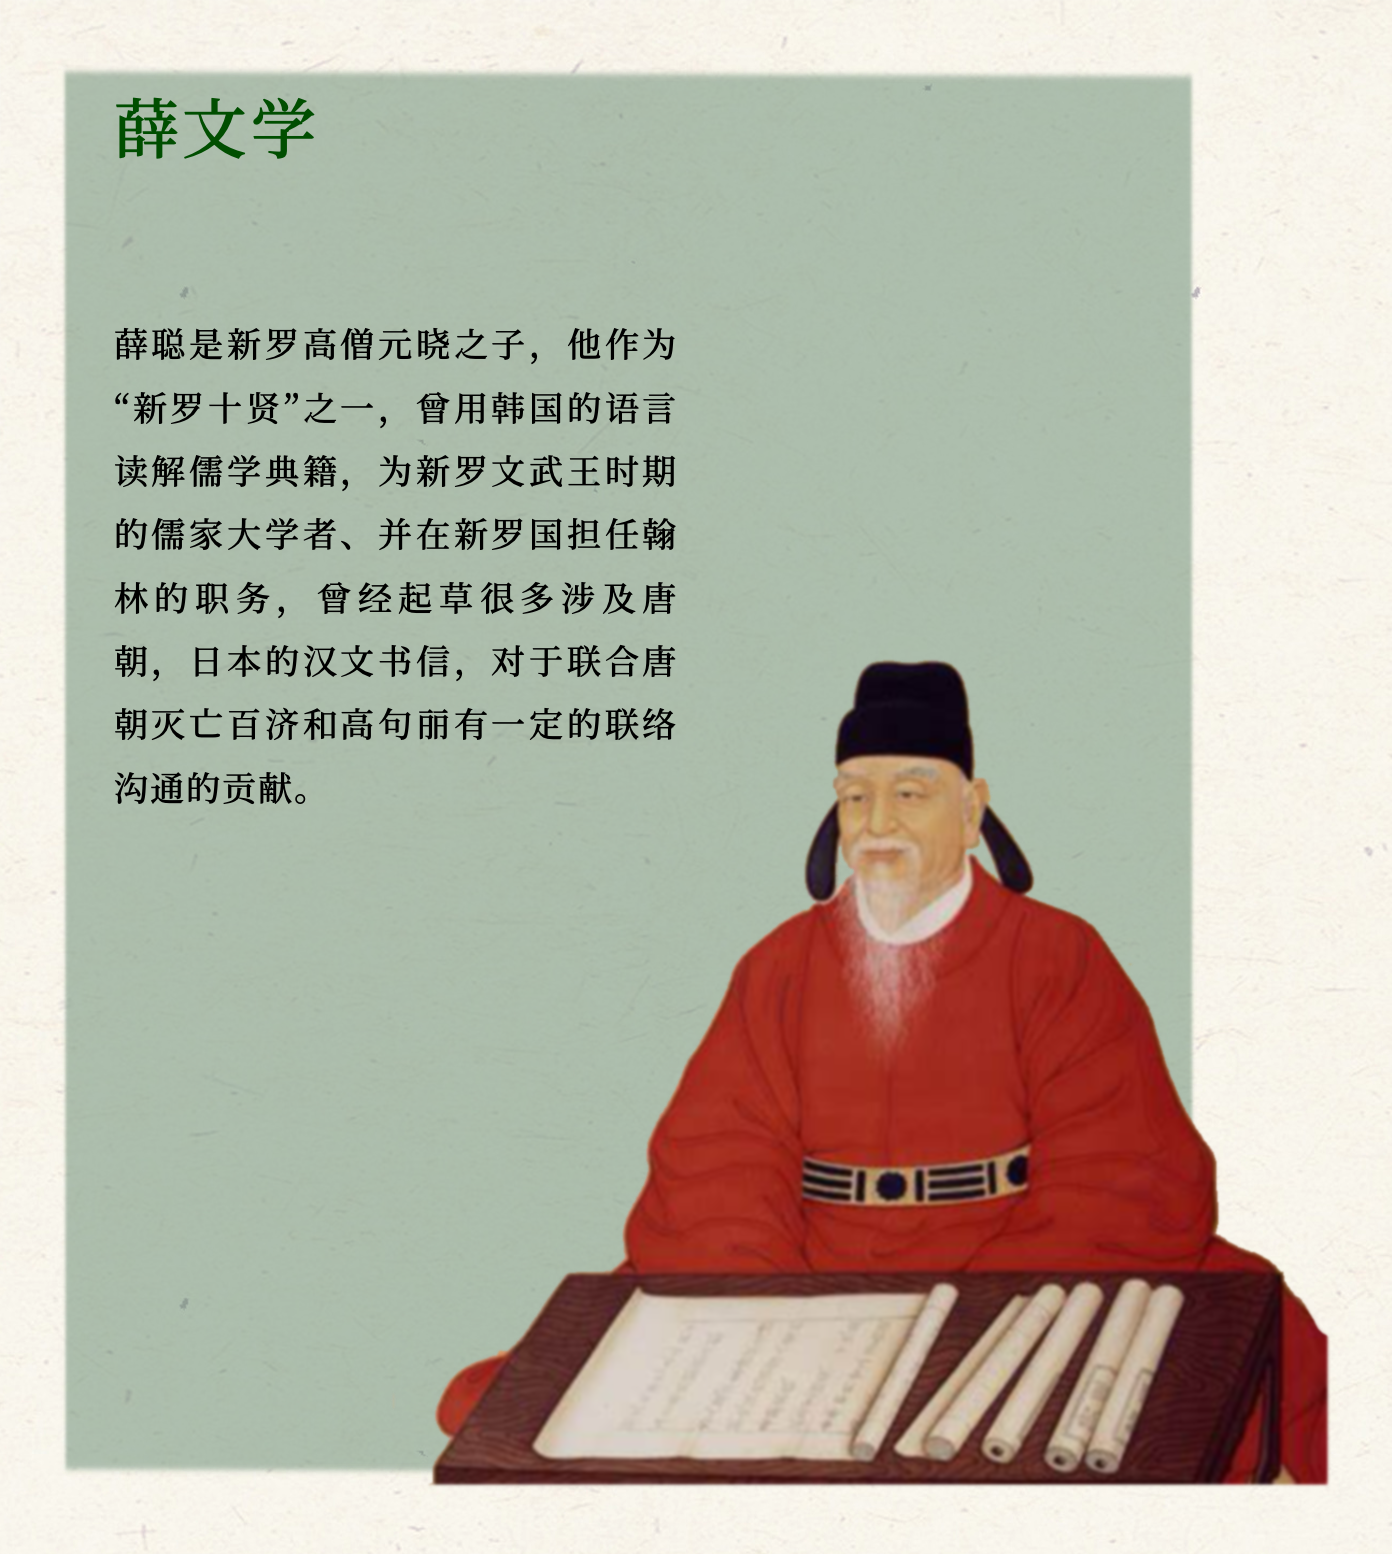 薛文学
薛聪是新罗高僧元晓之子，他作为
“新罗十贤”之一，曾用韩国的语言
读解儒学典籍，为新罗文武王时期
的儒家大学者、并在新罗国担任翰
林的职务，曾经起草很多涉及唐
朝，日本的汉文书信，对于联合唐
朝灭亡百济和高句丽有一定的联络
沟通的贡献。